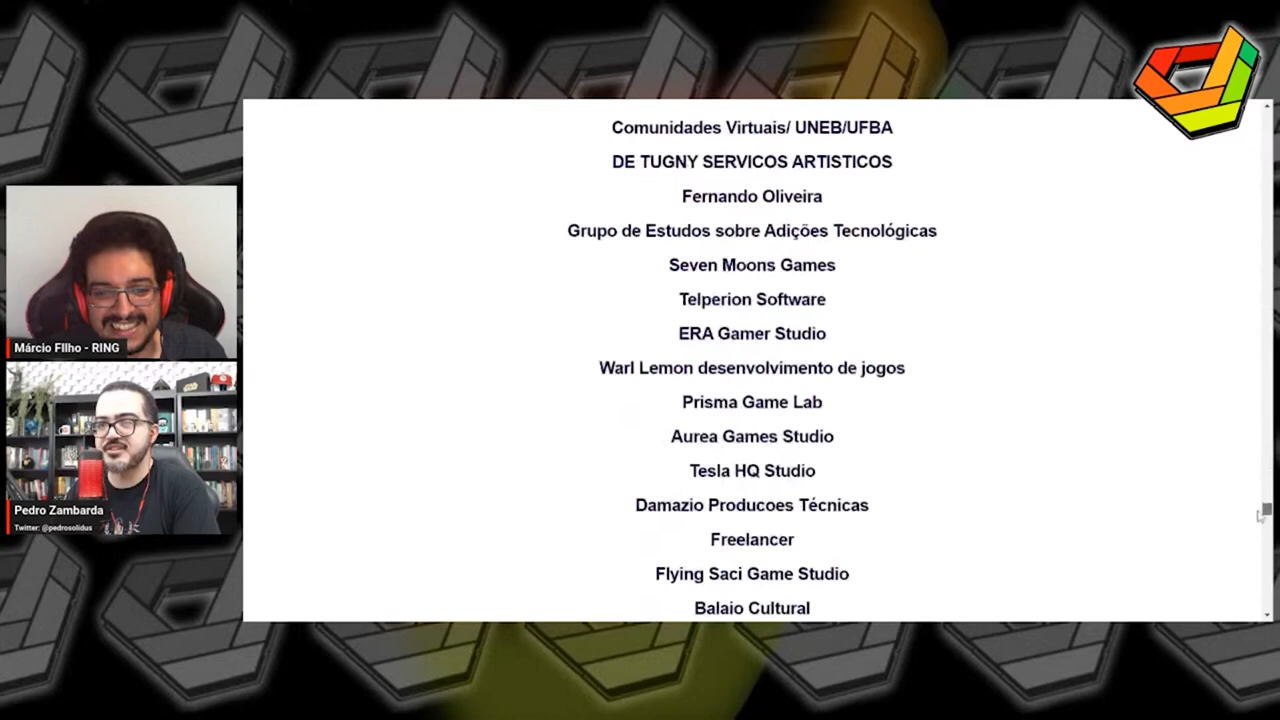 Comunidades Virtuais/ UNEB/UFBA
DE TUGNY SERVICOS ARTISTICOS
Fernando Oliveira
Grupo de Estudos sobre Adições Tecnológicas
Seven Moons Games
Telperion Software
ERA Gamer Studio
Warl Lemon desenvolvimento de jogos
Prisma Game Lab
Aurea Games Studio
Tesla HQ Studio
Damazio Producoes Técnicas
Freelancer
Flying Saci Game Studio
Balaio Cultural
Márcio FIlho - RING
Pedro Zambarda
Twitter: @pedrosolidus